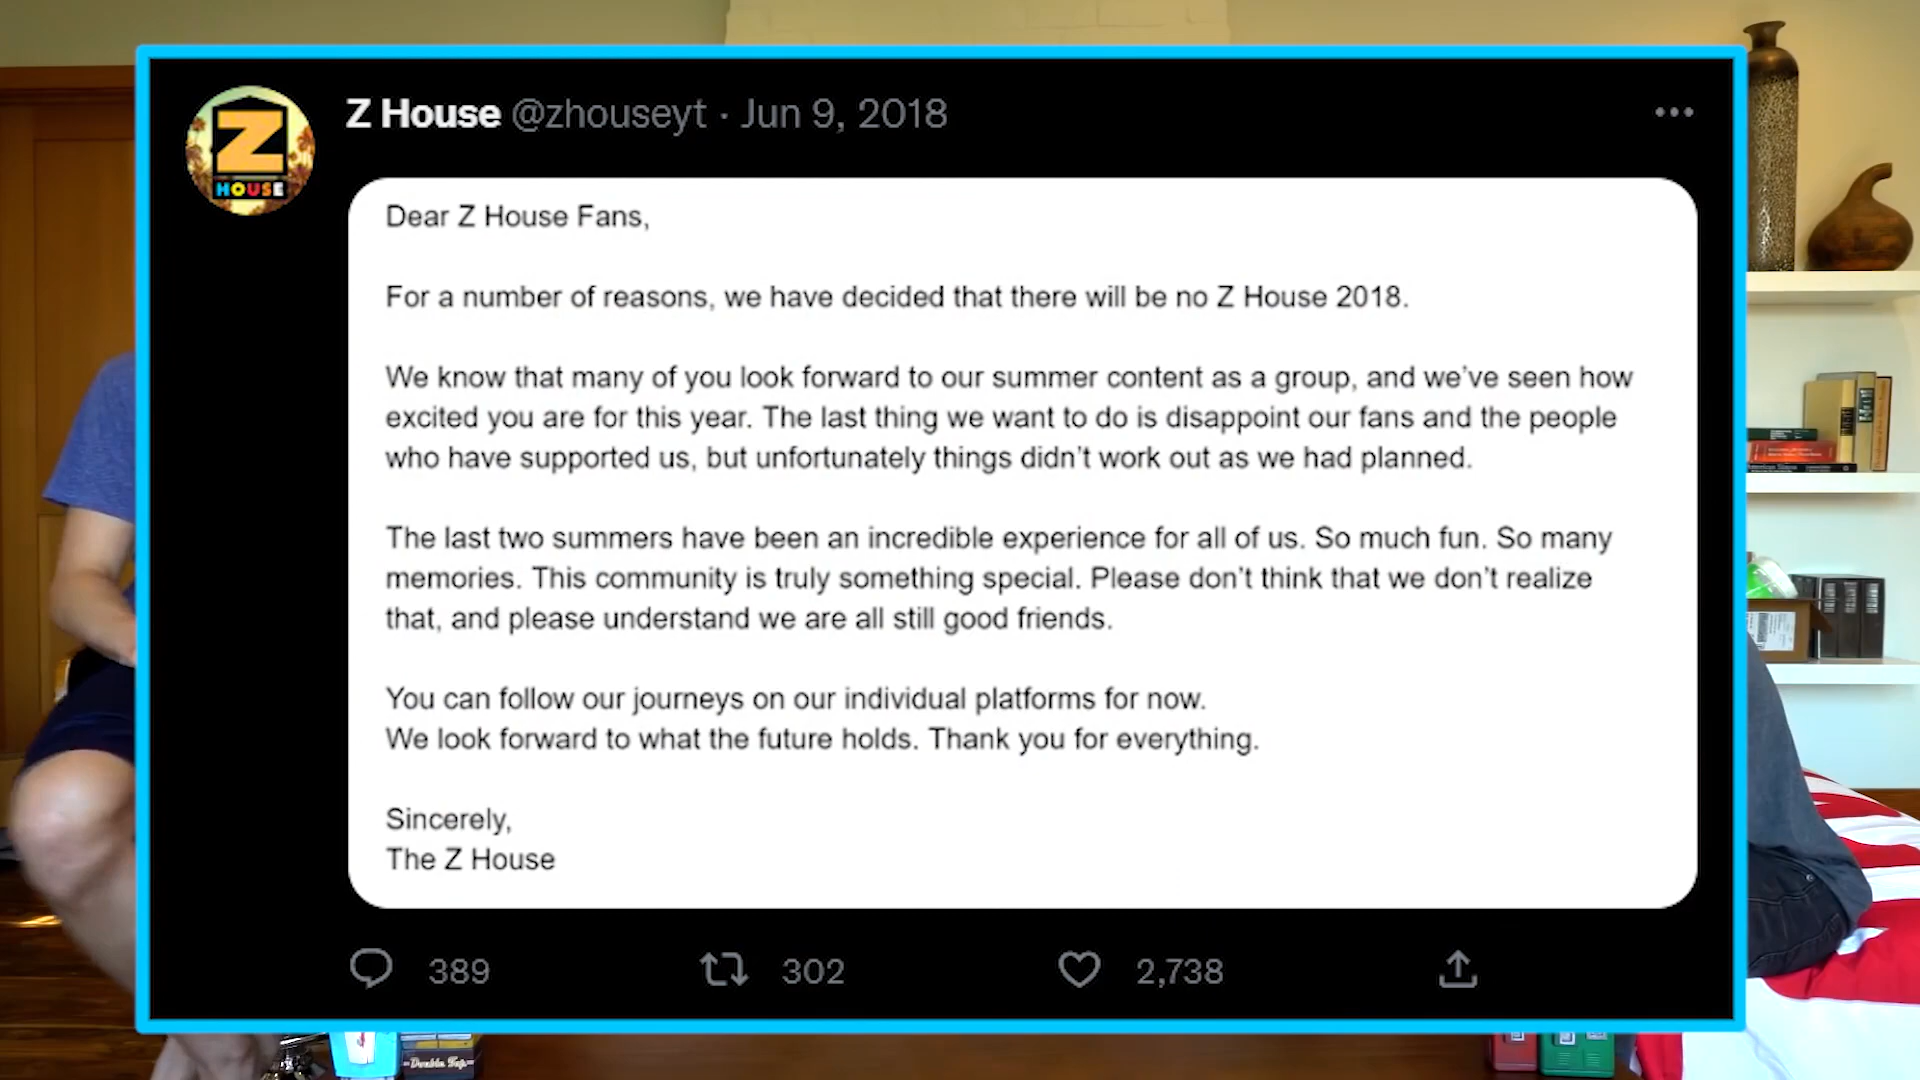 Z House @zhouseyt · Jun 9, 2018
Z
HOUSE
Dear Z House Fans,
For a number of reasons, we have decided that there will be no Z House 2018.
We know that many of you look forward to our summer content as a group, and we've seen how
excited you are for this year. The last thing we want to do is disappoint our fans and the people
who have supported us, but unfortunately things didn't work out as we had planned.
The last two summers have been an incredible experience for all of us. So much fun. So many
memories. This community is truly something special. Please don't think that we don't realize
that, and please understand we are all still good friends.
You can follow our journeys on our individual platforms for now.
We look forward to what the future holds. Thank you for everything.
Sincerely,
The Z House
389
302
2,738
Double Tap